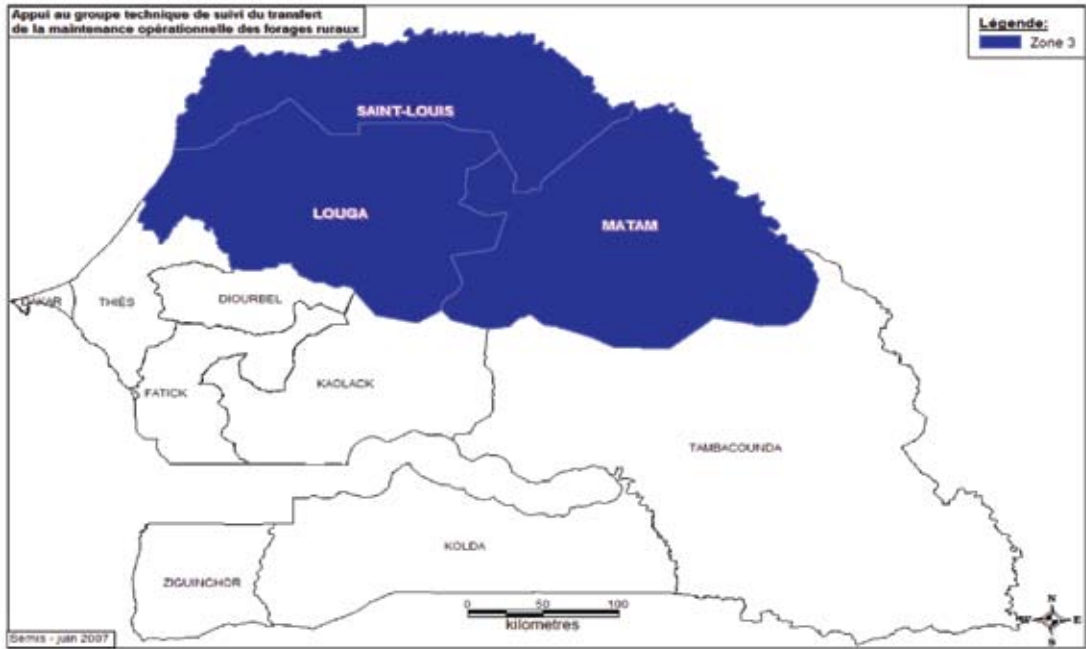 Appui au groupe technique de suivi du transfert
de la maintenance opérationnelle des forages ruraux
Légende:
Zone 3
SAINT-LOUIS
LOUGA
MATAM
DAKAR
THIÈS
DIOURBEL
FATICK
KAOLACK
TAMBACOUNDA
KOLDA
ZIGUINCHOR
0 50 100
kilometres
N
W E
S
Semis - juin 2007